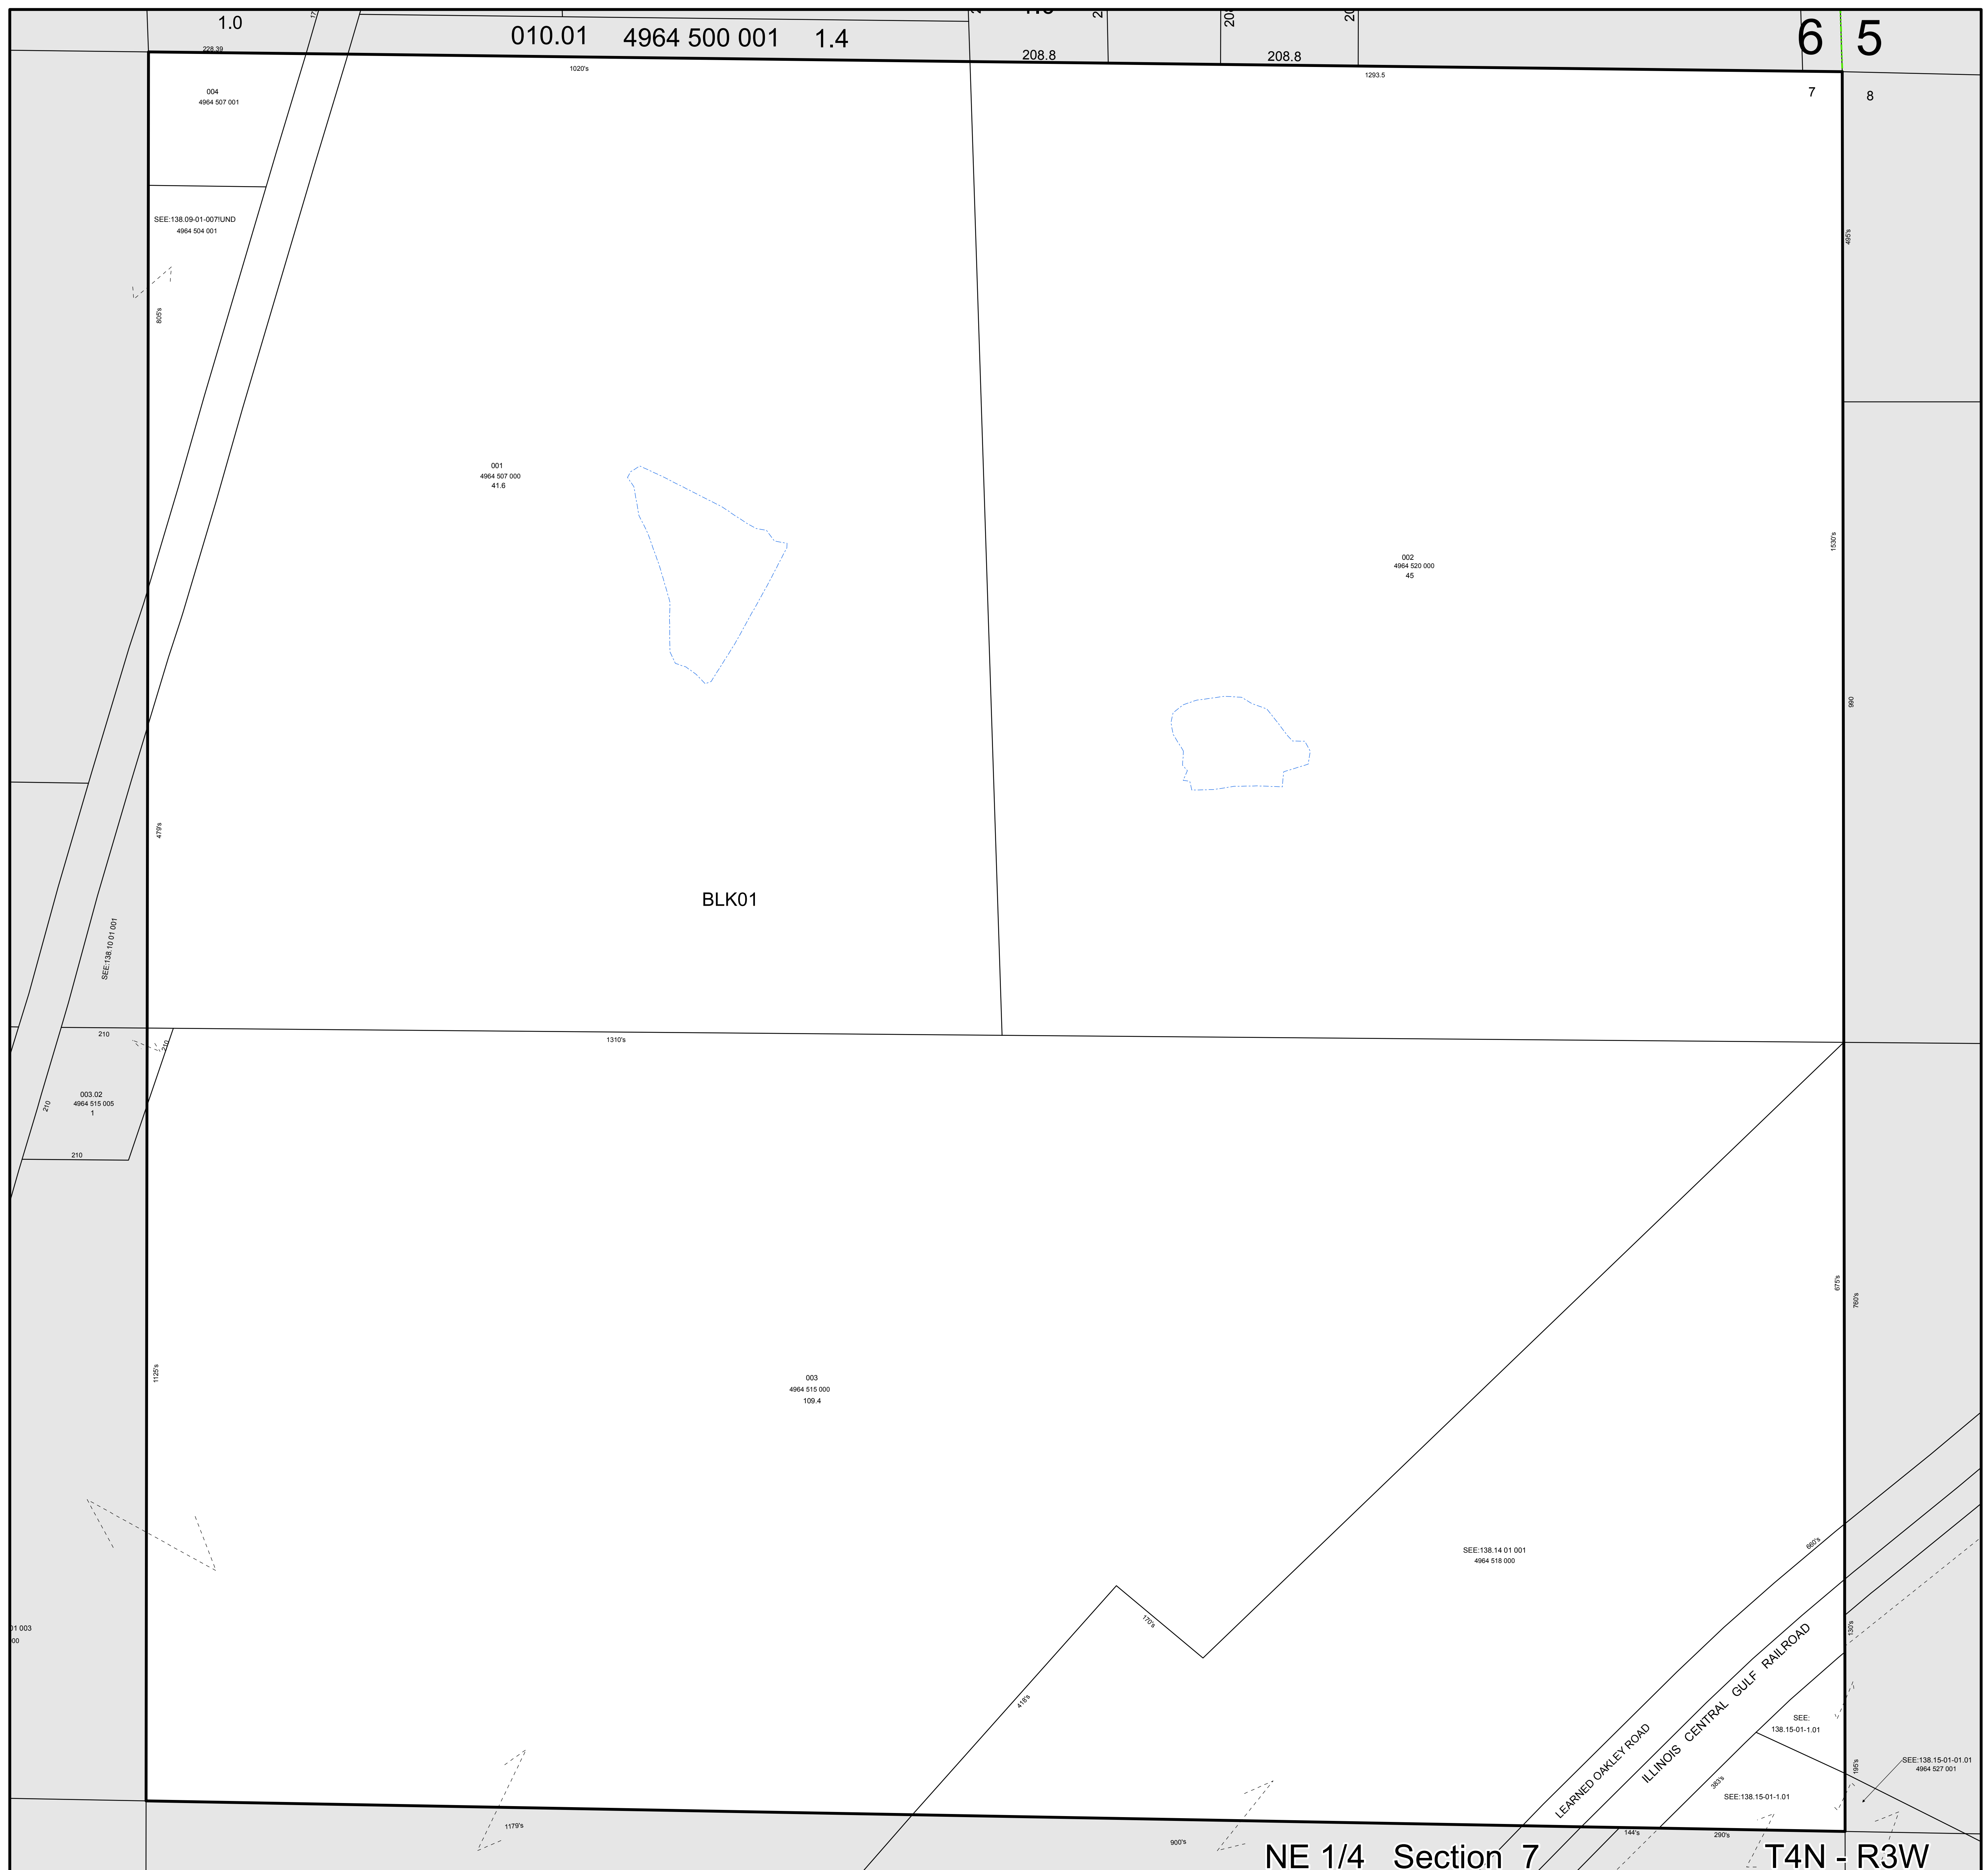 1.0
010.01 4964 500 001 1.4
6 5
228.39
1020's
208.8
208.8
1293.5
7
8
004
4964 507 001
SEE:138.09-01-007!UND
4964 504 001
805's
495's
001
4964 507 000
41.6
002
4964 520 000
45
1530's
990
479's
BLK01
SEE:138.10 01 001
210
210
1310's
003.02
4964 515 005
1
210
210
675's
760's
1125's
003
4964 515 000
109.4
SEE:138.14 01 001
4964 518 000
660's
170's
418's
130's
01 003
LEARNED OAKLEY ROAD
ILLINOIS CENTRAL GULF RAILROAD
SEE:
138.15-01-1.01
SEE:138.15-01-01.01
4964 527 001
195's
383's
SEE:138.15-01-1.01
1179's
900's
144's
290's
NE 1/4 Section 7
T4N - R3W